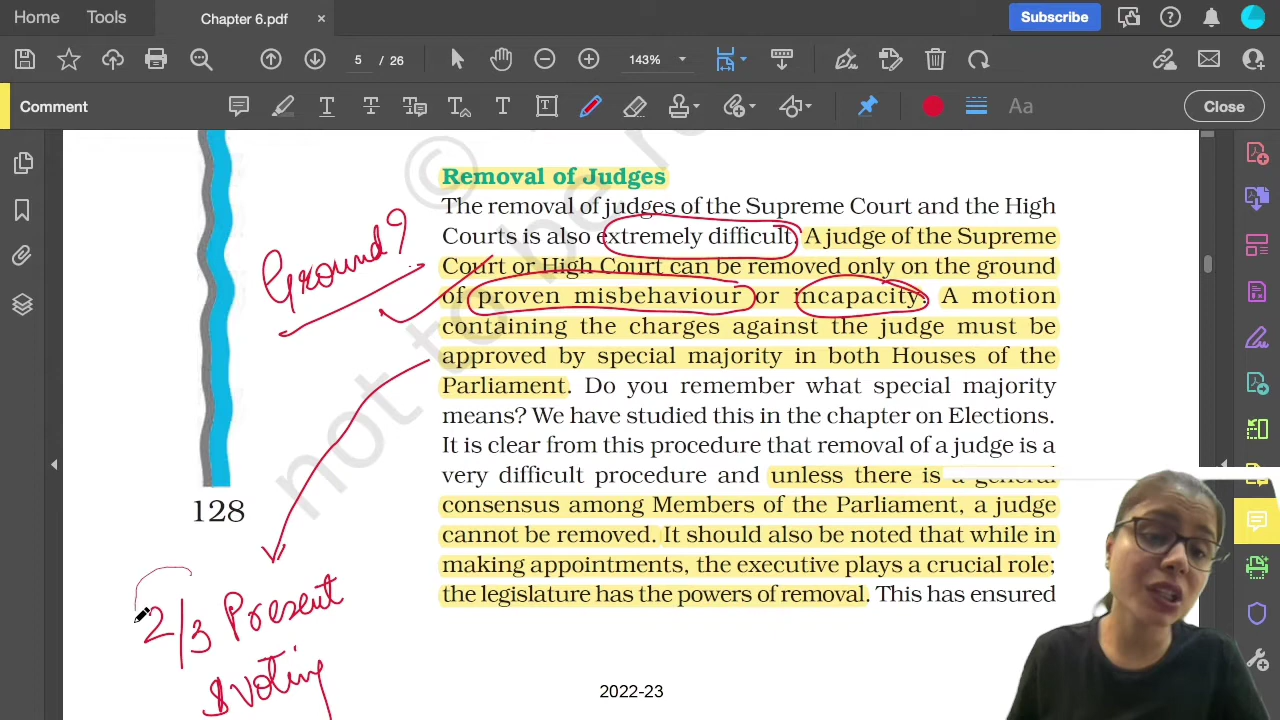 Home Tools Chapter 6.pdf × Subscribe
5 / 26 143%
Comment Aa Close
© not to be re
Removal of Judges
The removal of judges of the Supreme Court and the High
Courts is also extremely difficult. A judge of the Supreme
Court or High Court can be removed only on the ground
of proven misbehaviour or incapacity. A motion
containing the charges against the judge must be
approved by special majority in both Houses of the
Parliament. Do you remember what special majority
means? We have studied this in the chapter on Elections.
It is clear from this procedure that removal of a judge is a
very difficult procedure and unless there is a general
consensus among Members of the Parliament, a judge
cannot be removed. It should also be noted that while in
making appointments, the executive plays a crucial role;
the legislature has the powers of removal. This has ensured
Ground?
128
2/3 Present
& voting
2022-23